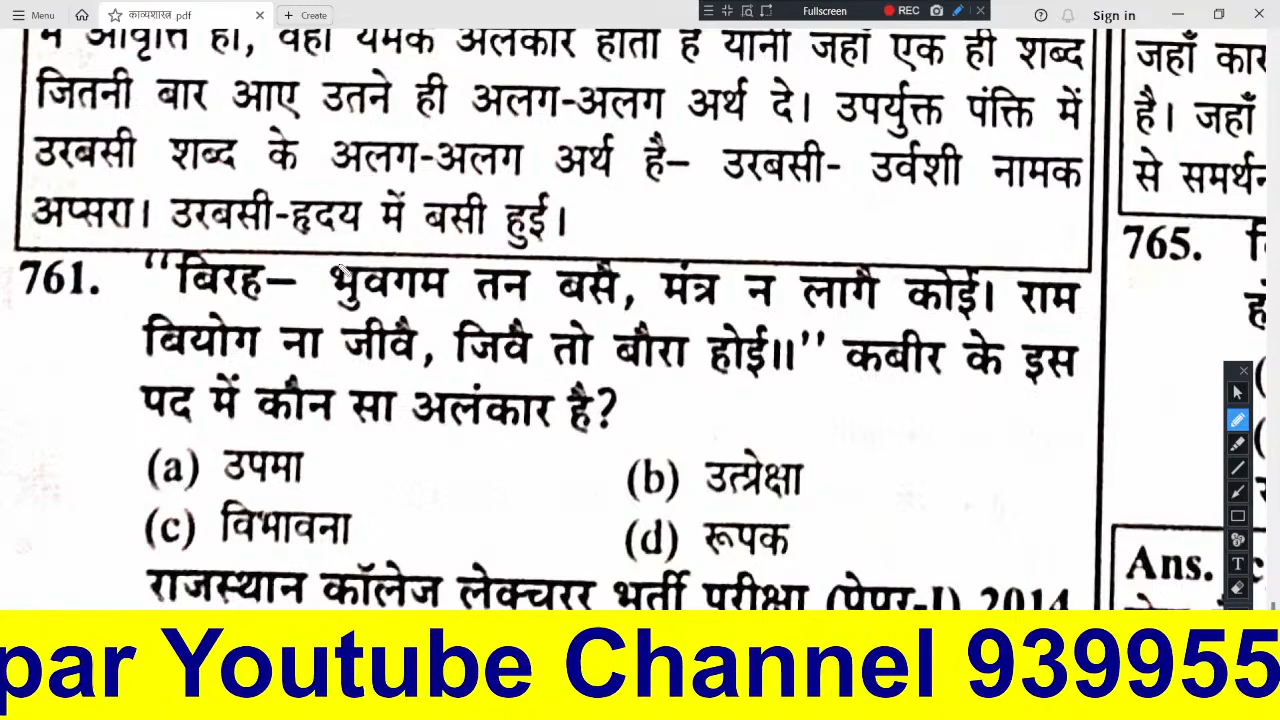 Menu
काव्यशास्त्र pdf
Create
Fullscreen
REC
Sign in
में आवृत्ति हो, वहाँ यमक अलंकार होता है यानी जहाँ एक ही शब्द
जितनी बार आए उतने ही अलग-अलग अर्थ दे। उपर्युक्त पंक्ति में
उरबसी शब्द के अलग-अलग अर्थ है– उरबसी- उर्वशी नामक
अप्सरा। उरबसी-हृदय में बसी हुई।
761. "बिरह– भुवगम तन बसै, मंत्र न लागै कोई। राम
बियोग ना जीवै, जिवै तो बौरा होई॥" कबीर के इस
पद में कौन सा अलंकार है?
(a) उपमा (b) उत्प्रेक्षा
(c) विभावना (d) रूपक
राजस्थान कॉलेज लेक्चरर भर्ती परीक्षा (पेपर-I) 2014
जहाँ
है। जहाँ
से
765.
Ans.
par Youtube Channel 939955